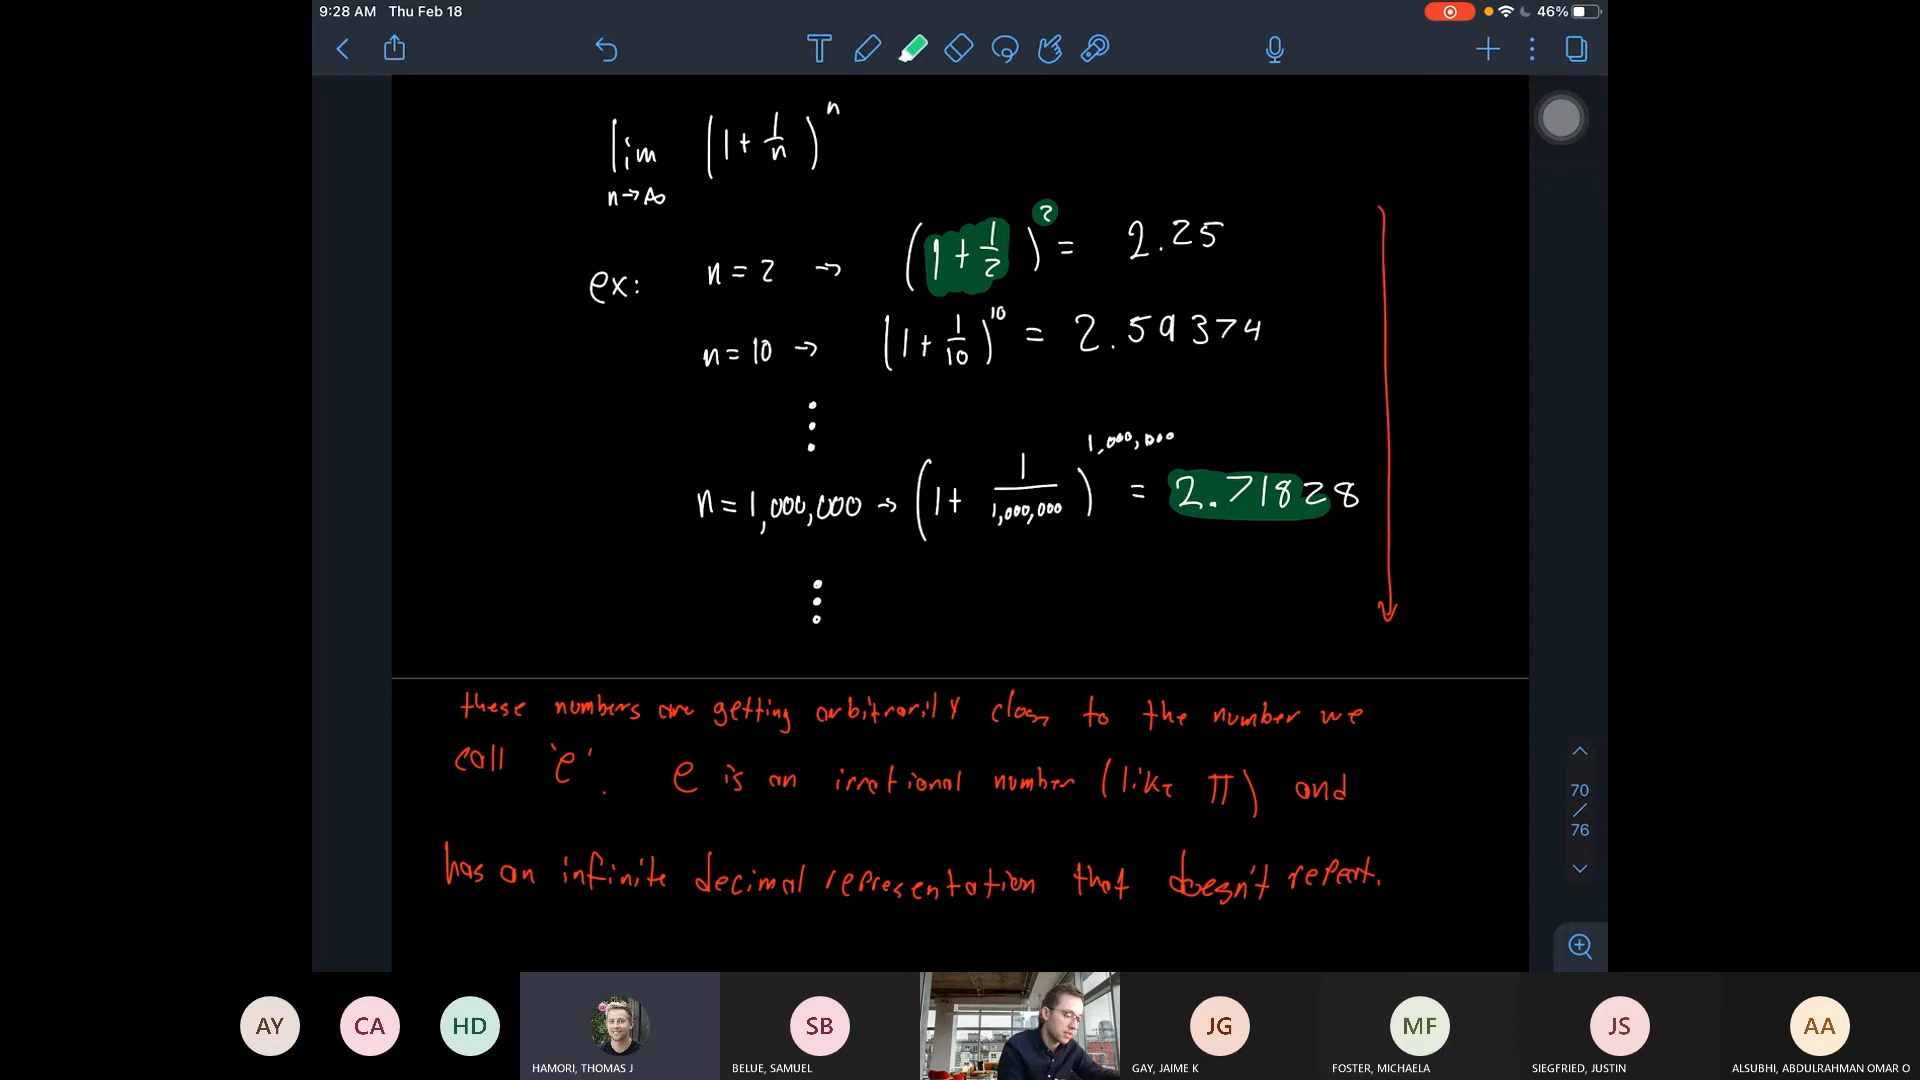 9:28 AM Thu Feb 18
46%
lim (1 + 1/n)^n
n→∞
ex: n = 2 → (1 + 1/2)^2 = 2.25
n = 10 → (1 + 1/10)^10 = 2.59374
⋮
n = 1,000,000 → (1 + 1/1,000,000)^1,000,000 = 2.71828
⋮
these numbers are getting arbitrarily close to the number we
call 'e'. e is an irrational number (like π) and
has an infinite decimal representation that doesn't repeat.
70
/
76
AY
CA
HD
HAMORI, THOMAS J
SB
BELUE, SAMUEL
JG
GAY, JAIME K
MF
FOSTER, MICHAELA
JS
SIEGFRIED, JUSTIN
AA
ALSUBHI, ABDULRAHMAN OMAR O